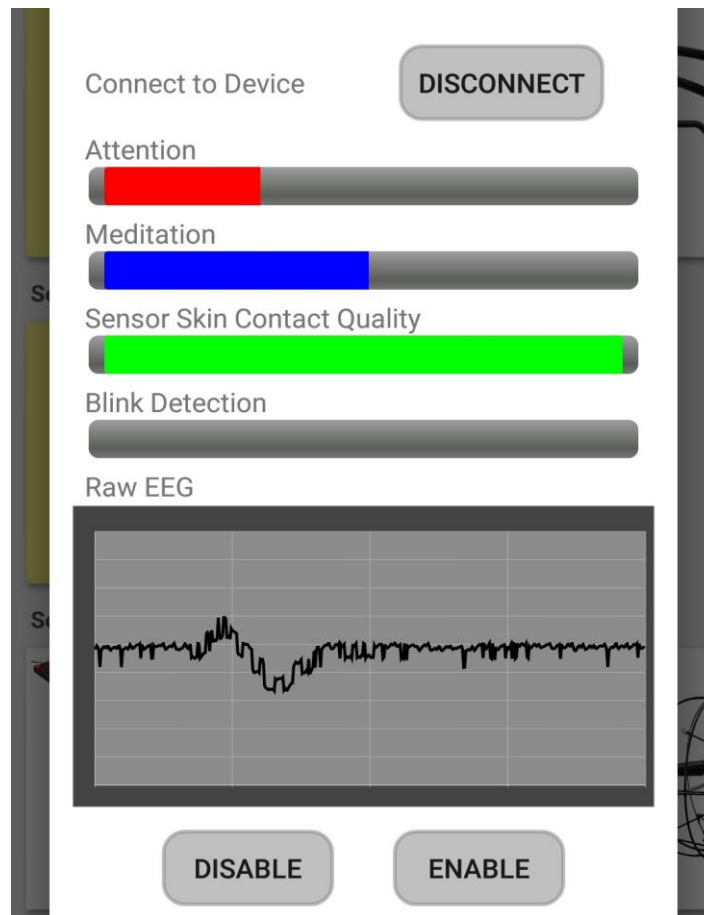 Connect to Device DISCONNECT
Attention
Meditation
Sensor Skin Contact Quality
Blink Detection
Raw EEG
DISABLE ENABLE